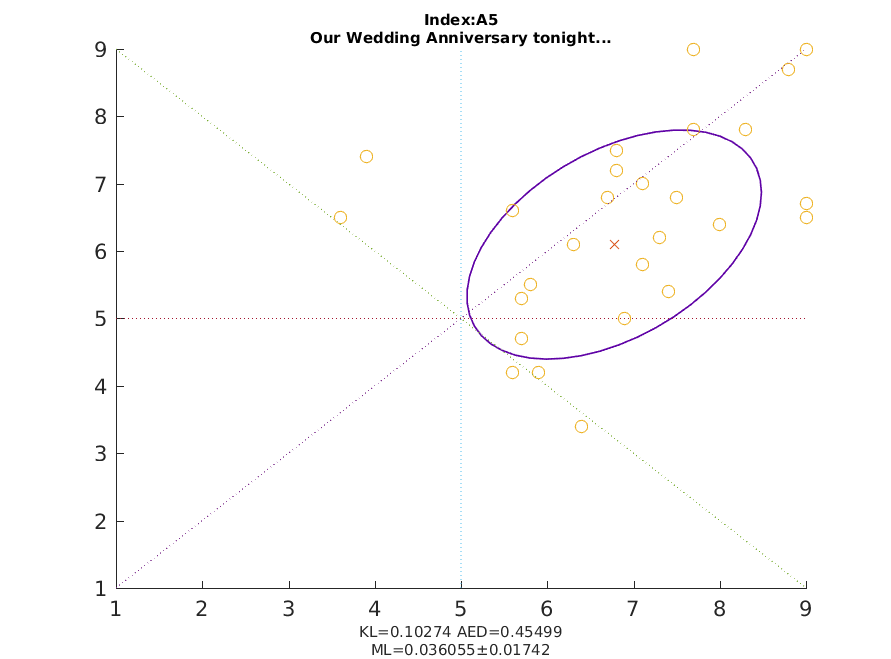 Index:A5
Our Wedding Anniversary tonight...
9
8
7
6
5
4
3
2
1
1 2 3 4 5 6 7 8 9
KL=0.10274 AED=0.45499
ML=0.036055±0.01742